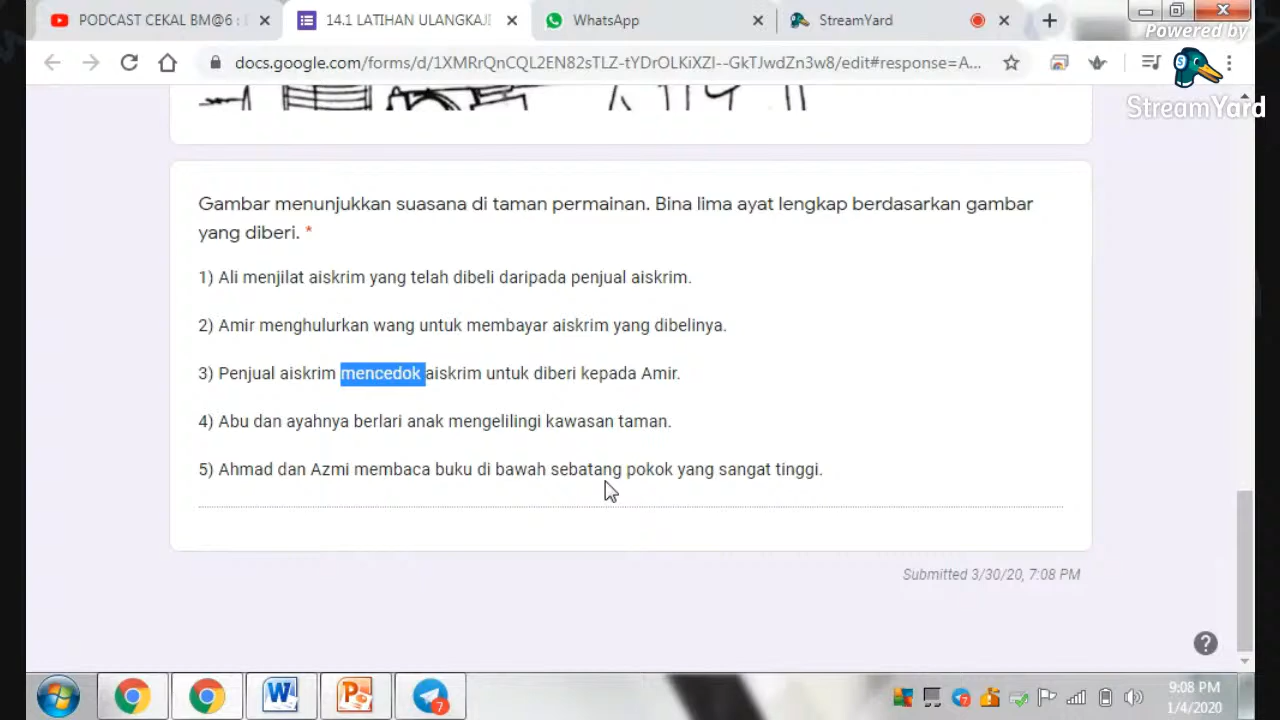 PODCAST CEKAL BM@6 :
14.1 LATIHAN ULANGKAJI
WhatsApp
StreamYard
Powered by
docs.google.com/forms/d/1XMRrQnCQL2EN82sTLZ-tYDrOLKiXZI--GkTJwdZn3w8/edit#response=A...
StreamYard
Gambar menunjukkan suasana di taman permainan. Bina lima ayat lengkap berdasarkan gambar
yang diberi. *
1) Ali menjilat aiskrim yang telah dibeli daripada penjual aiskrim.
2) Amir menghulurkan wang untuk membayar aiskrim yang dibelinya.
3) Penjual aiskrim mencedok aiskrim untuk diberi kepada Amir.
4) Abu dan ayahnya berlari anak mengelilingi kawasan taman.
5) Ahmad dan Azmi membaca buku di bawah sebatang pokok yang sangat tinggi.
Submitted 3/30/20, 7:08 PM
7
9:08 PM
1/4/2020